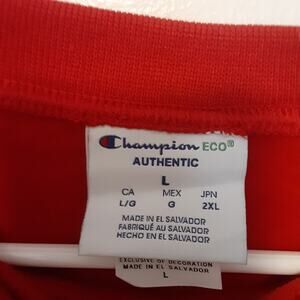 Champion ECO®
AUTHENTIC
L
CA MEX JPN
L/G G 2XL
MADE IN EL SALVADOR
FABRIQUÉ AU SALVADOR
HECHO EN EL SALVADOR
EXCLUSIVE OF DECORATION
MADE IN EL SALVADOR
L